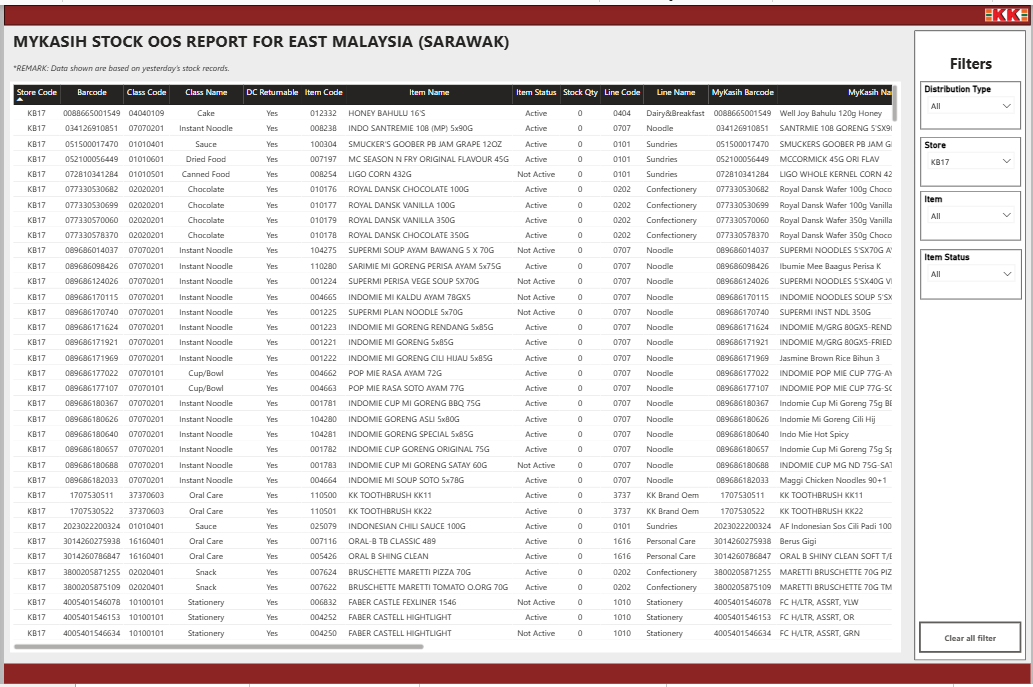 KK
MYKASIH STOCK OOS REPORT FOR EAST MALAYSIA (SARAWAK)
*REMARK: Data shown are based on yesterday's stock records.
Store Code Barcode Class Code Class Name DC Returnable Item Code Item Name Item Status Stock Qty Line Code Line Name MyKasih Barcode MyKasih Nar
KB17 0088665001549 04040109 Cake Yes 012332 HONEY BAHULU 16'S Active 0 0404 Dairy&Breakfast 0088665001549 Well Joy Bahulu 120g Honey
KB17 034126910851 07070201 Instant Noodle Yes 008238 INDO SANTREMIE 108 (MP) 5x90G Active 0 0707 Noodle 034126910851 SANTRMIE 108 GORENG 5'SX90
KB17 051500017470 01010401 Sauce Yes 100304 SMUCKER'S GOOBER PB JAM GRAPE 12OZ Active 0 0101 Sundries 051500017470 SMUCKERS GOOBER PB JAM G
KB17 052100056449 01010601 Dried Food Yes 007197 MC SEASON N FRY ORIGINAL FLAVOUR 45G Active 0 0101 Sundries 052100056449 MCCORMICK 45G ORI FLAV
KB17 072810341284 01010501 Canned Food Yes 008254 LIGO CORN 432G Not Active 0 0101 Sundries 072810341284 LIGO WHOLE KERNEL CORN 42
KB17 077330530682 02020201 Chocolate Yes 010176 ROYAL DANSK CHOCOLATE 100G Active 0 0202 Confectionery 077330530682 Royal Dansk Wafer 100g Choco
KB17 077330530699 02020201 Chocolate Yes 010177 ROYAL DANSK VANILLA 100G Active 0 0202 Confectionery 077330530699 Royal Dansk Wafer 100g Vanilla
KB17 077330570060 02020201 Chocolate Yes 010179 ROYAL DANSK VANILLA 350G Active 0 0202 Confectionery 077330570060 Royal Dansk Wafer 350g Vanilla
KB17 077330578370 02020201 Chocolate Yes 010178 ROYAL DANSK CHOCOLATE 350G Active 0 0202 Confectionery 077330578370 Royal Dansk Wafer 350g Choco
KB17 089686014037 07070201 Instant Noodle Yes 104275 SUPERMI SOUP AYAM BAWANG 5 X 70G Not Active 0 0707 Noodle 089686014037 SUPERMI NOODLES 5'SX70G A
KB17 089686098426 07070201 Instant Noodle Yes 110280 SARIMIE MI GORENG PERISA AYAM 5x75G Active 0 0707 Noodle 089686098426 Ibumie Mee Baagus Perisa K
KB17 089686124026 07070201 Instant Noodle Yes 001224 SUPERMI PERISA VEGE SOUP 5X70G Not Active 0 0707 Noodle 089686124026 SUPERMI NOODLES 5'SX40G V
KB17 089686170115 07070201 Instant Noodle Yes 004665 INDOMIE MI KALDU AYAM 78GX5 Not Active 0 0707 Noodle 089686170115 INDOMIE NOODLES SOUP 5'SX
KB17 089686170740 07070201 Instant Noodle Yes 001225 SUPERMI PLAN NOODLE 5x70G Not Active 0 0707 Noodle 089686170740 SUPERMI INST NDL 350G
KB17 089686171624 07070201 Instant Noodle Yes 001223 INDOMIE MI GORENG RENDANG 5x85G Active 0 0707 Noodle 089686171624 INDOMIE M/GRG 80GX5-REND
KB17 089686171921 07070201 Instant Noodle Yes 001221 INDOMIE MI GORENG 5x85G Active 0 0707 Noodle 089686171921 INDOMIE M/GRG 80GX5-FRIED
KB17 089686171969 07070201 Instant Noodle Yes 001222 INDOMIE MI GORENG CILI HIJAU 5x85G Active 0 0707 Noodle 089686171969 Jasmine Brown Rice Bihun 3
KB17 089686177022 07070101 Cup/Bowl Yes 004662 POP MIE RASA AYAM 72G Active 0 0707 Noodle 089686177022 INDOMIE POP MIE CUP 77G-AY
KB17 089686177107 07070101 Cup/Bowl Yes 004663 POP MIE RASA SOTO AYAM 77G Active 0 0707 Noodle 089686177107 INDOMIE POP MIE CUP 77G-SO
KB17 089686180367 07070201 Instant Noodle Yes 001781 INDOMIE CUP MI GORENG BBQ 75G Active 0 0707 Noodle 089686180367 Indomie Cup Mi Goreng 75g BB
KB17 089686180626 07070201 Instant Noodle Yes 104280 INDOMIE GORENG ASLI 5x80G Active 0 0707 Noodle 089686180626 Indomie Mi Goreng Cili Hij
KB17 089686180640 07070201 Instant Noodle Yes 104281 INDOMIE GORENG SPECIAL 5x85G Active 0 0707 Noodle 089686180640 Indo Mie Hot Spicy
KB17 089686180657 07070201 Instant Noodle Yes 001782 INDOMIE CUP GORENG ORIGINAL 75G Active 0 0707 Noodle 089686180657 Indomie Cup Mi Goreng 75g Sp
KB17 089686180688 07070201 Instant Noodle Yes 001783 INDOMIE CUP MI GORENG SATAY 60G Not Active 0 0707 Noodle 089686180688 INDOMIE CUP MG ND 75G-SAT
KB17 089686182033 07070201 Instant Noodle Yes 004664 INDOMIE MI SOUP SOTO 5x78G Active 0 0707 Noodle 089686182033 Maggi Chicken Noodles 90+1
KB17 1707530511 37370603 Oral Care Yes 110500 KK TOOTHBRUSH KK11 Active 0 3737 KK Brand Oem 1707530511 KK TOOTHBRUSH KK11
KB17 1707530522 37370603 Oral Care Yes 110501 KK TOOTHBRUSH KK22 Active 0 3737 KK Brand Oem 1707530522 KK TOOTHBRUSH KK22
KB17 2023022200324 01010401 Sauce Yes 025079 INDONESIAN CHILI SAUCE 100G Active 0 0101 Sundries 2023022200324 AF Indonesian Sos Cili Padi 100
KB17 3014260275938 16160401 Oral Care Yes 007116 ORAL-B TB CLASSIC 489 Active 0 1616 Personal Care 3014260275938 Berus Gigi
KB17 3014260786847 16160401 Oral Care Yes 005426 ORAL B SHING CLEAN Active 0 1616 Personal Care 3014260786847 ORAL B SHINY CLEAN SOFT T/B
KB17 3800205871255 02020401 Snack Yes 007624 BRUSCHETTE MARETTI PIZZA 70G Active 0 0202 Confectionery 3800205871255 MARETTI BRUSCHETTE 70G PIZ
KB17 3800205875109 02020401 Snack Yes 007622 BRUSCHETTE MARETTI TOMATO O.ORG 70G Active 0 0202 Confectionery 3800205875109 MARETTI BRUSCHETTE 70G TM
KB17 4005401546078 10100101 Stationery Yes 006832 FABER CASTLE FEXLINER 1546 Not Active 0 1010 Stationery 4005401546078 FC H/LTR, ASSRT, YLW
KB17 4005401546153 10100101 Stationery Yes 004252 FABER CASTELL HIGHTLIGHT Active 0 1010 Stationery 4005401546153 FC H/LTR, ASSRT, OR
KB17 4005401546634 10100101 Stationery Yes 004250 FABER CASTELL HIGHTLIGHT Not Active 0 1010 Stationery 4005401546634 FC H/LTR, ASSRT, GRN
Filters
Distribution Type
All
Store
KB17
Item
All
Item Status
All
Clear all filter